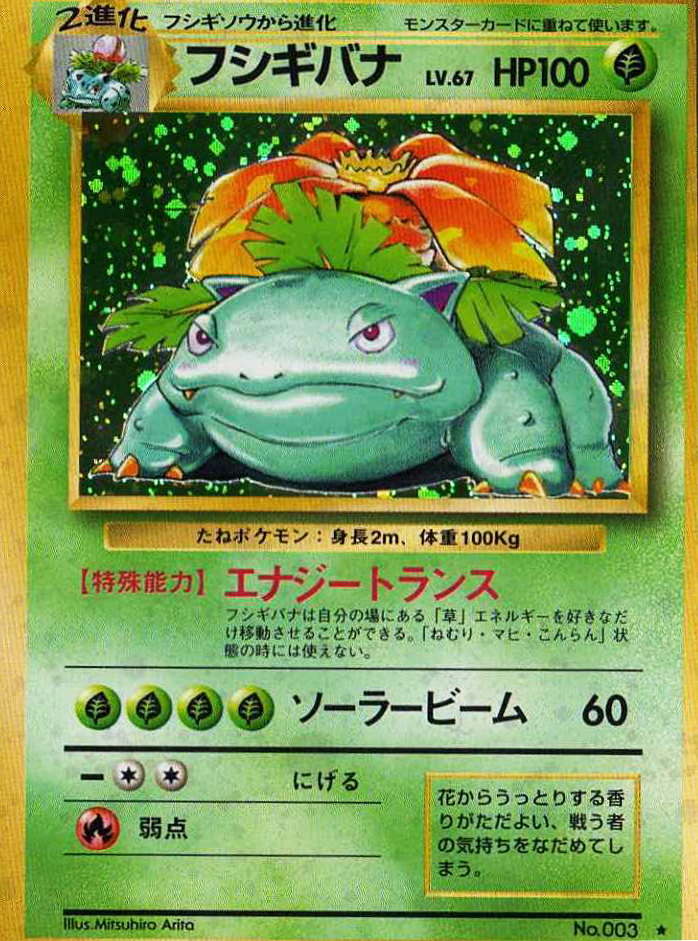 2進化 フシギソウから進化 モンスターカードに重ねて使います。
フシギバナ LV.67 HP100
たねポケモン：身長2m、体重100Kg
【特殊能力】 エナジートランス
フシギバナは自分の場にある「草」エネルギーを好きなだ
け移動させることができる。「ねむり・マヒ・こんらん」状
態の時には使えない。
ソーラービーム 60
ー にげる
弱点
花からうっとりする香
りがただよい、戦う者
の気持ちをなだめてし
まう。
Illus.Mitsuhiro Arita
No.003 ★